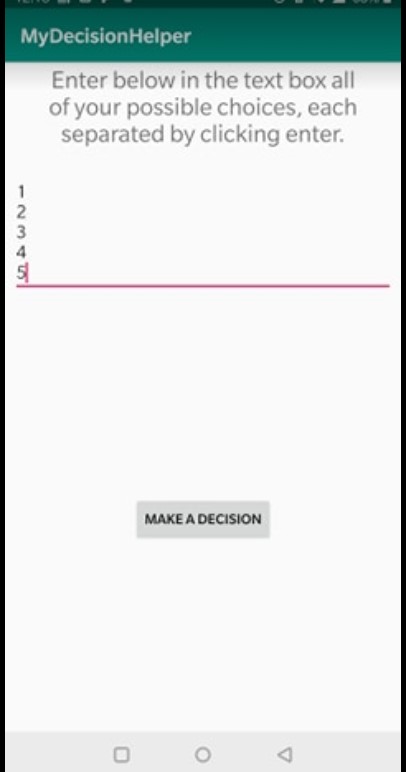 MyDecisionHelper
Enter below in the text box all
of your possible choices, each
separated by clicking enter.
1
2
3
4
5
MAKE A DECISION